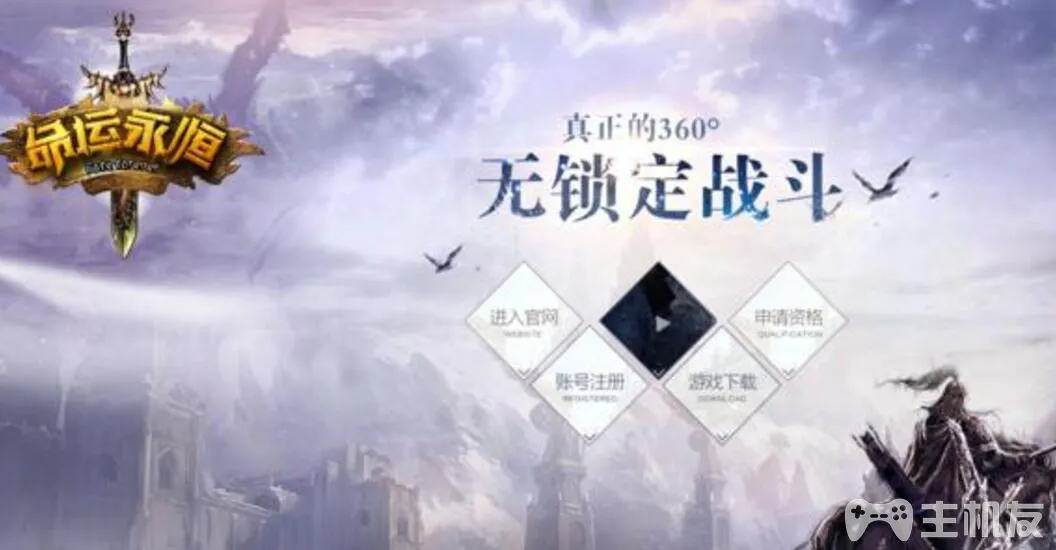 命运永恒
真正的360°
无锁定战斗
进入官网
WEBSITE
申请资格
QUALIFICATION
账号注册
REGISTERED
游戏下载
DOWNLOAD
主机友